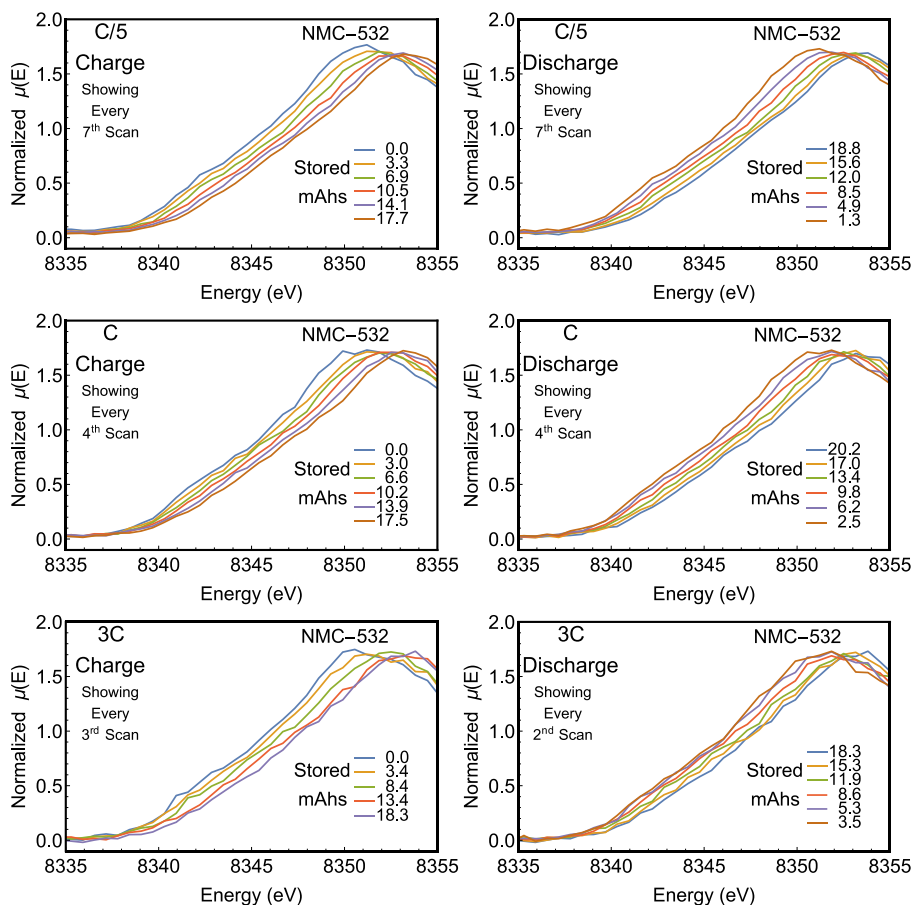 C/5 NMC−532
Charge
Showing
Every
7th Scan
Stored
mAhs
0.0
3.3
6.9
10.5
14.1
17.7
Normalized μ(E)
2.0
1.5
1.0
0.5
0.0
8335 8340 8345 8350 8355
Energy (eV)
C/5 NMC−532
Discharge
Showing
Every
7th Scan
Stored
mAhs
18.8
15.6
12.0
8.5
4.9
1.3
Normalized μ(E)
2.0
1.5
1.0
0.5
0.0
8335 8340 8345 8350 8355
Energy (eV)
C NMC−532
Charge
Showing
Every
4th Scan
Stored
mAhs
0.0
3.0
6.6
10.2
13.9
17.5
Normalized μ(E)
2.0
1.5
1.0
0.5
0.0
8335 8340 8345 8350 8355
Energy (eV)
C NMC−532
Discharge
Showing
Every
4th Scan
Stored
mAhs
20.2
17.0
13.4
9.8
6.2
2.5
Normalized μ(E)
2.0
1.5
1.0
0.5
0.0
8335 8340 8345 8350 8355
Energy (eV)
3C NMC−532
Charge
Showing
Every
3rd Scan
Stored
mAhs
0.0
3.4
8.4
13.4
18.3
Normalized μ(E)
2.0
1.5
1.0
0.5
0.0
8335 8340 8345 8350 8355
Energy (eV)
3C NMC−532
Discharge
Showing
Every
2nd Scan
Stored
mAhs
18.3
15.3
11.9
8.6
5.3
3.5
Normalized μ(E)
2.0
1.5
1.0
0.5
0.0
8335 8340 8345 8350 8355
Energy (eV)